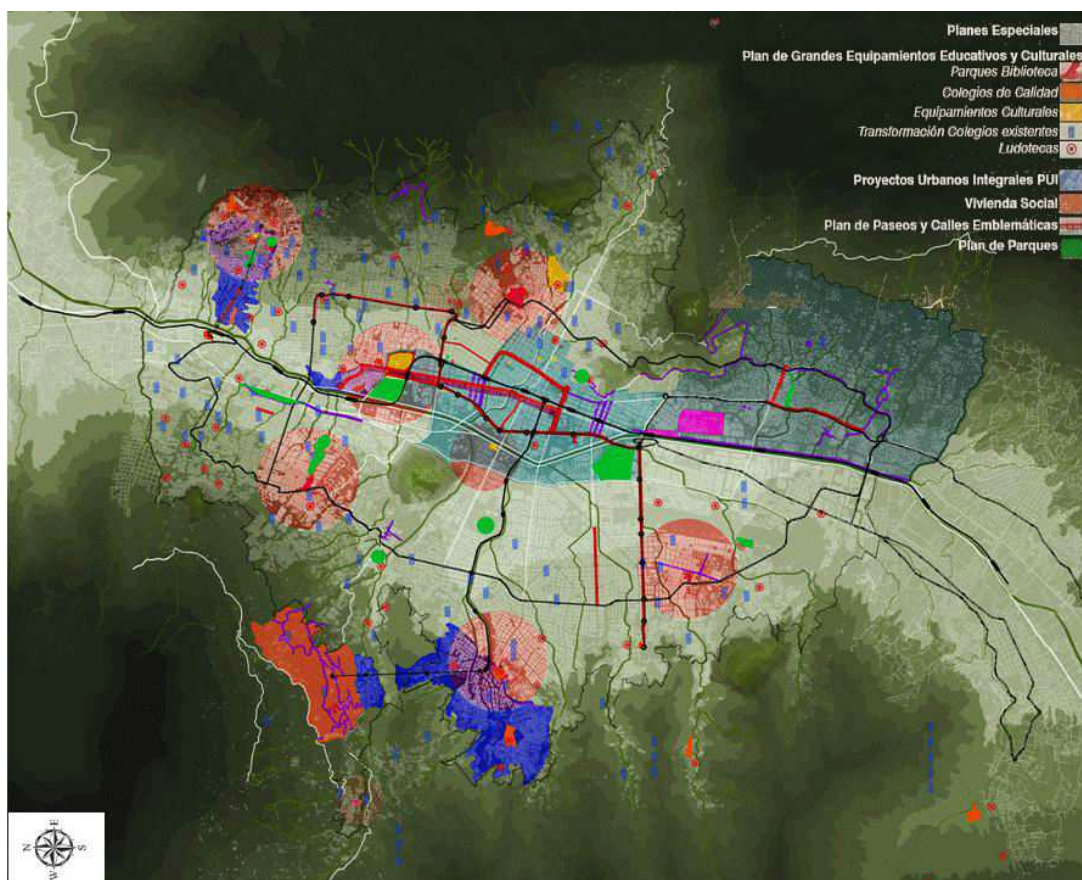 Planes Especiales
Plan de Grandes Equipamientos Educativos y Culturales
Parques Biblioteca
Colegios de Calidad
Equipamientos Culturales
Transformación Colegios existentes
Ludotecas
Proyectos Urbanos Integrales PUI
Vivienda Social
Plan de Paseos y Calles Emblemáticas
Plan de Parques
E
N
S
W